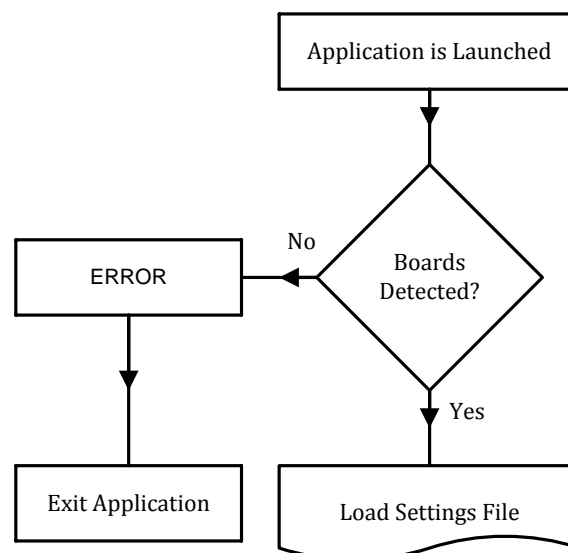 Application is Launched
No
ERROR
Boards
Detected?
Yes
Exit Application
Load Settings File